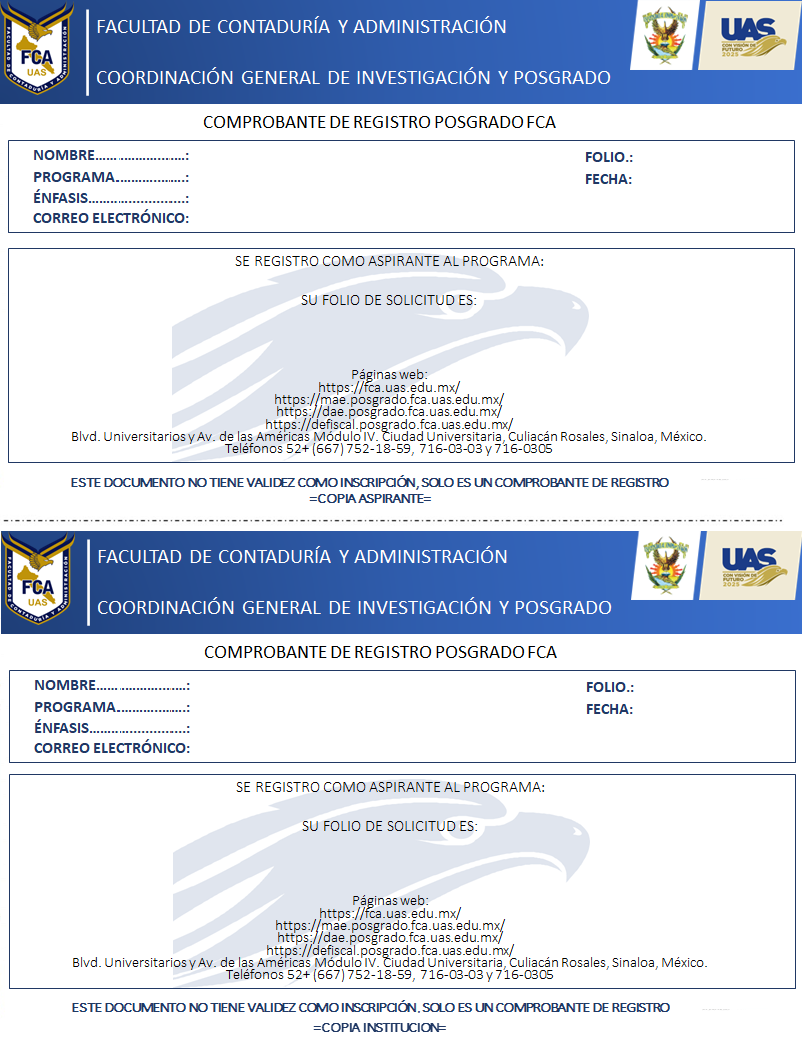 FACULTAD DE CONTADURÍA Y ADMINISTRACIÓN
COORDINACIÓN GENERAL DE INVESTIGACIÓN Y POSGRADO
FACULTAD DE CONTADURÍA Y ADMINISTRACIÓN
FCA
UAS
UAS
CON VISIÓN DE
FUTURO
2025
COMPROBANTE DE REGISTRO POSGRADO FCA
NOMBRE........................:
FOLIO.:
PROGRAMA..................:
FECHA:
ÉNFASIS.........................:
CORREO ELECTRÓNICO:
SE REGISTRO COMO ASPIRANTE AL PROGRAMA:
SU FOLIO DE SOLICITUD ES:
Páginas web:
https://fca.uas.edu.mx/
https://mae.posgrado.fca.uas.edu.mx/
https://dae.posgrado.fca.uas.edu.mx/
https://defiscal.posgrado.fca.uas.edu.mx/
Blvd. Universitarios y Av. de las Américas Módulo IV. Ciudad Universitaria, Culiacán Rosales, Sinaloa, México.
Teléfonos 52+ (667) 752-18-59, 716-03-03 y 716-0305
ESTE DOCUMENTO NO TIENE VALIDEZ COMO INSCRIPCIÓN, SOLO ES UN COMPROBANTE DE REGISTRO
=COPIA ASPIRANTE=
FACULTAD DE CONTADURÍA Y ADMINISTRACIÓN
COORDINACIÓN GENERAL DE INVESTIGACIÓN Y POSGRADO
FACULTAD DE CONTADURÍA Y ADMINISTRACIÓN
FCA
UAS
UAS
CON VISIÓN DE
FUTURO
2025
COMPROBANTE DE REGISTRO POSGRADO FCA
NOMBRE........................:
FOLIO.:
PROGRAMA..................:
FECHA:
ÉNFASIS.........................:
CORREO ELECTRÓNICO:
SE REGISTRO COMO ASPIRANTE AL PROGRAMA:
SU FOLIO DE SOLICITUD ES:
Páginas web:
https://fca.uas.edu.mx/
https://mae.posgrado.fca.uas.edu.mx/
https://dae.posgrado.fca.uas.edu.mx/
https://defiscal.posgrado.fca.uas.edu.mx/
Blvd. Universitarios y Av. de las Américas Módulo IV. Ciudad Universitaria, Culiacán Rosales, Sinaloa, México.
Teléfonos 52+ (667) 752-18-59, 716-03-03 y 716-0305
ESTE DOCUMENTO NO TIENE VALIDEZ COMO INSCRIPCIÓN, SOLO ES UN COMPROBANTE DE REGISTRO
=COPIA INSTITUCION=